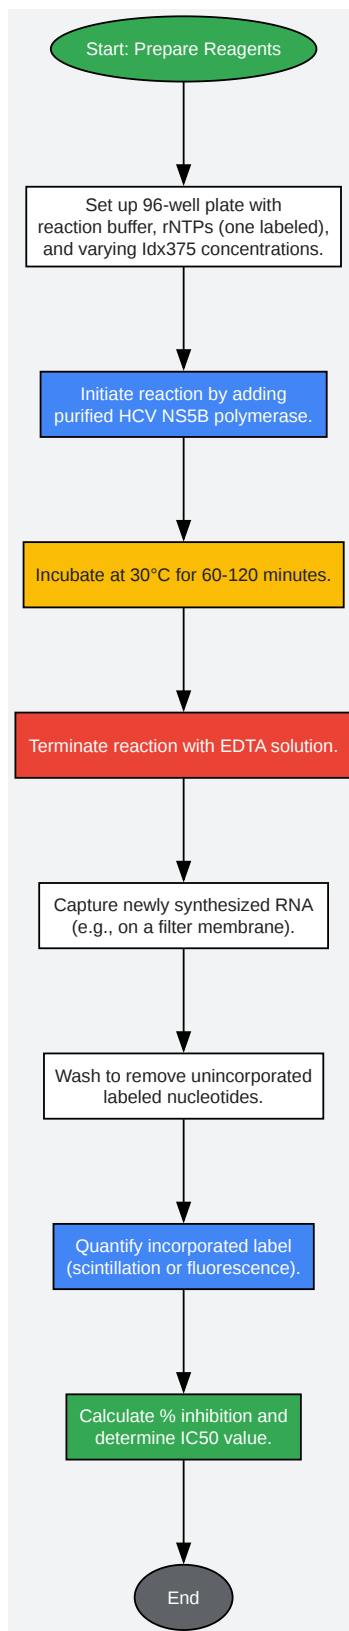 Start: Prepare Reagents
Set up 96-well plate with
reaction buffer, rNTPs (one labeled),
and varying Idx375 concentrations.
Initiate reaction by adding
purified HCV NS5B polymerase.
Incubate at 30°C for 60-120 minutes.
Terminate reaction with EDTA solution.
Capture newly synthesized RNA
(e.g., on a filter membrane).
Wash to remove unincorporated
labeled nucleotides.
Quantify incorporated label
(scintillation or fluorescence).
Calculate % inhibition and
determine IC50 value.
End